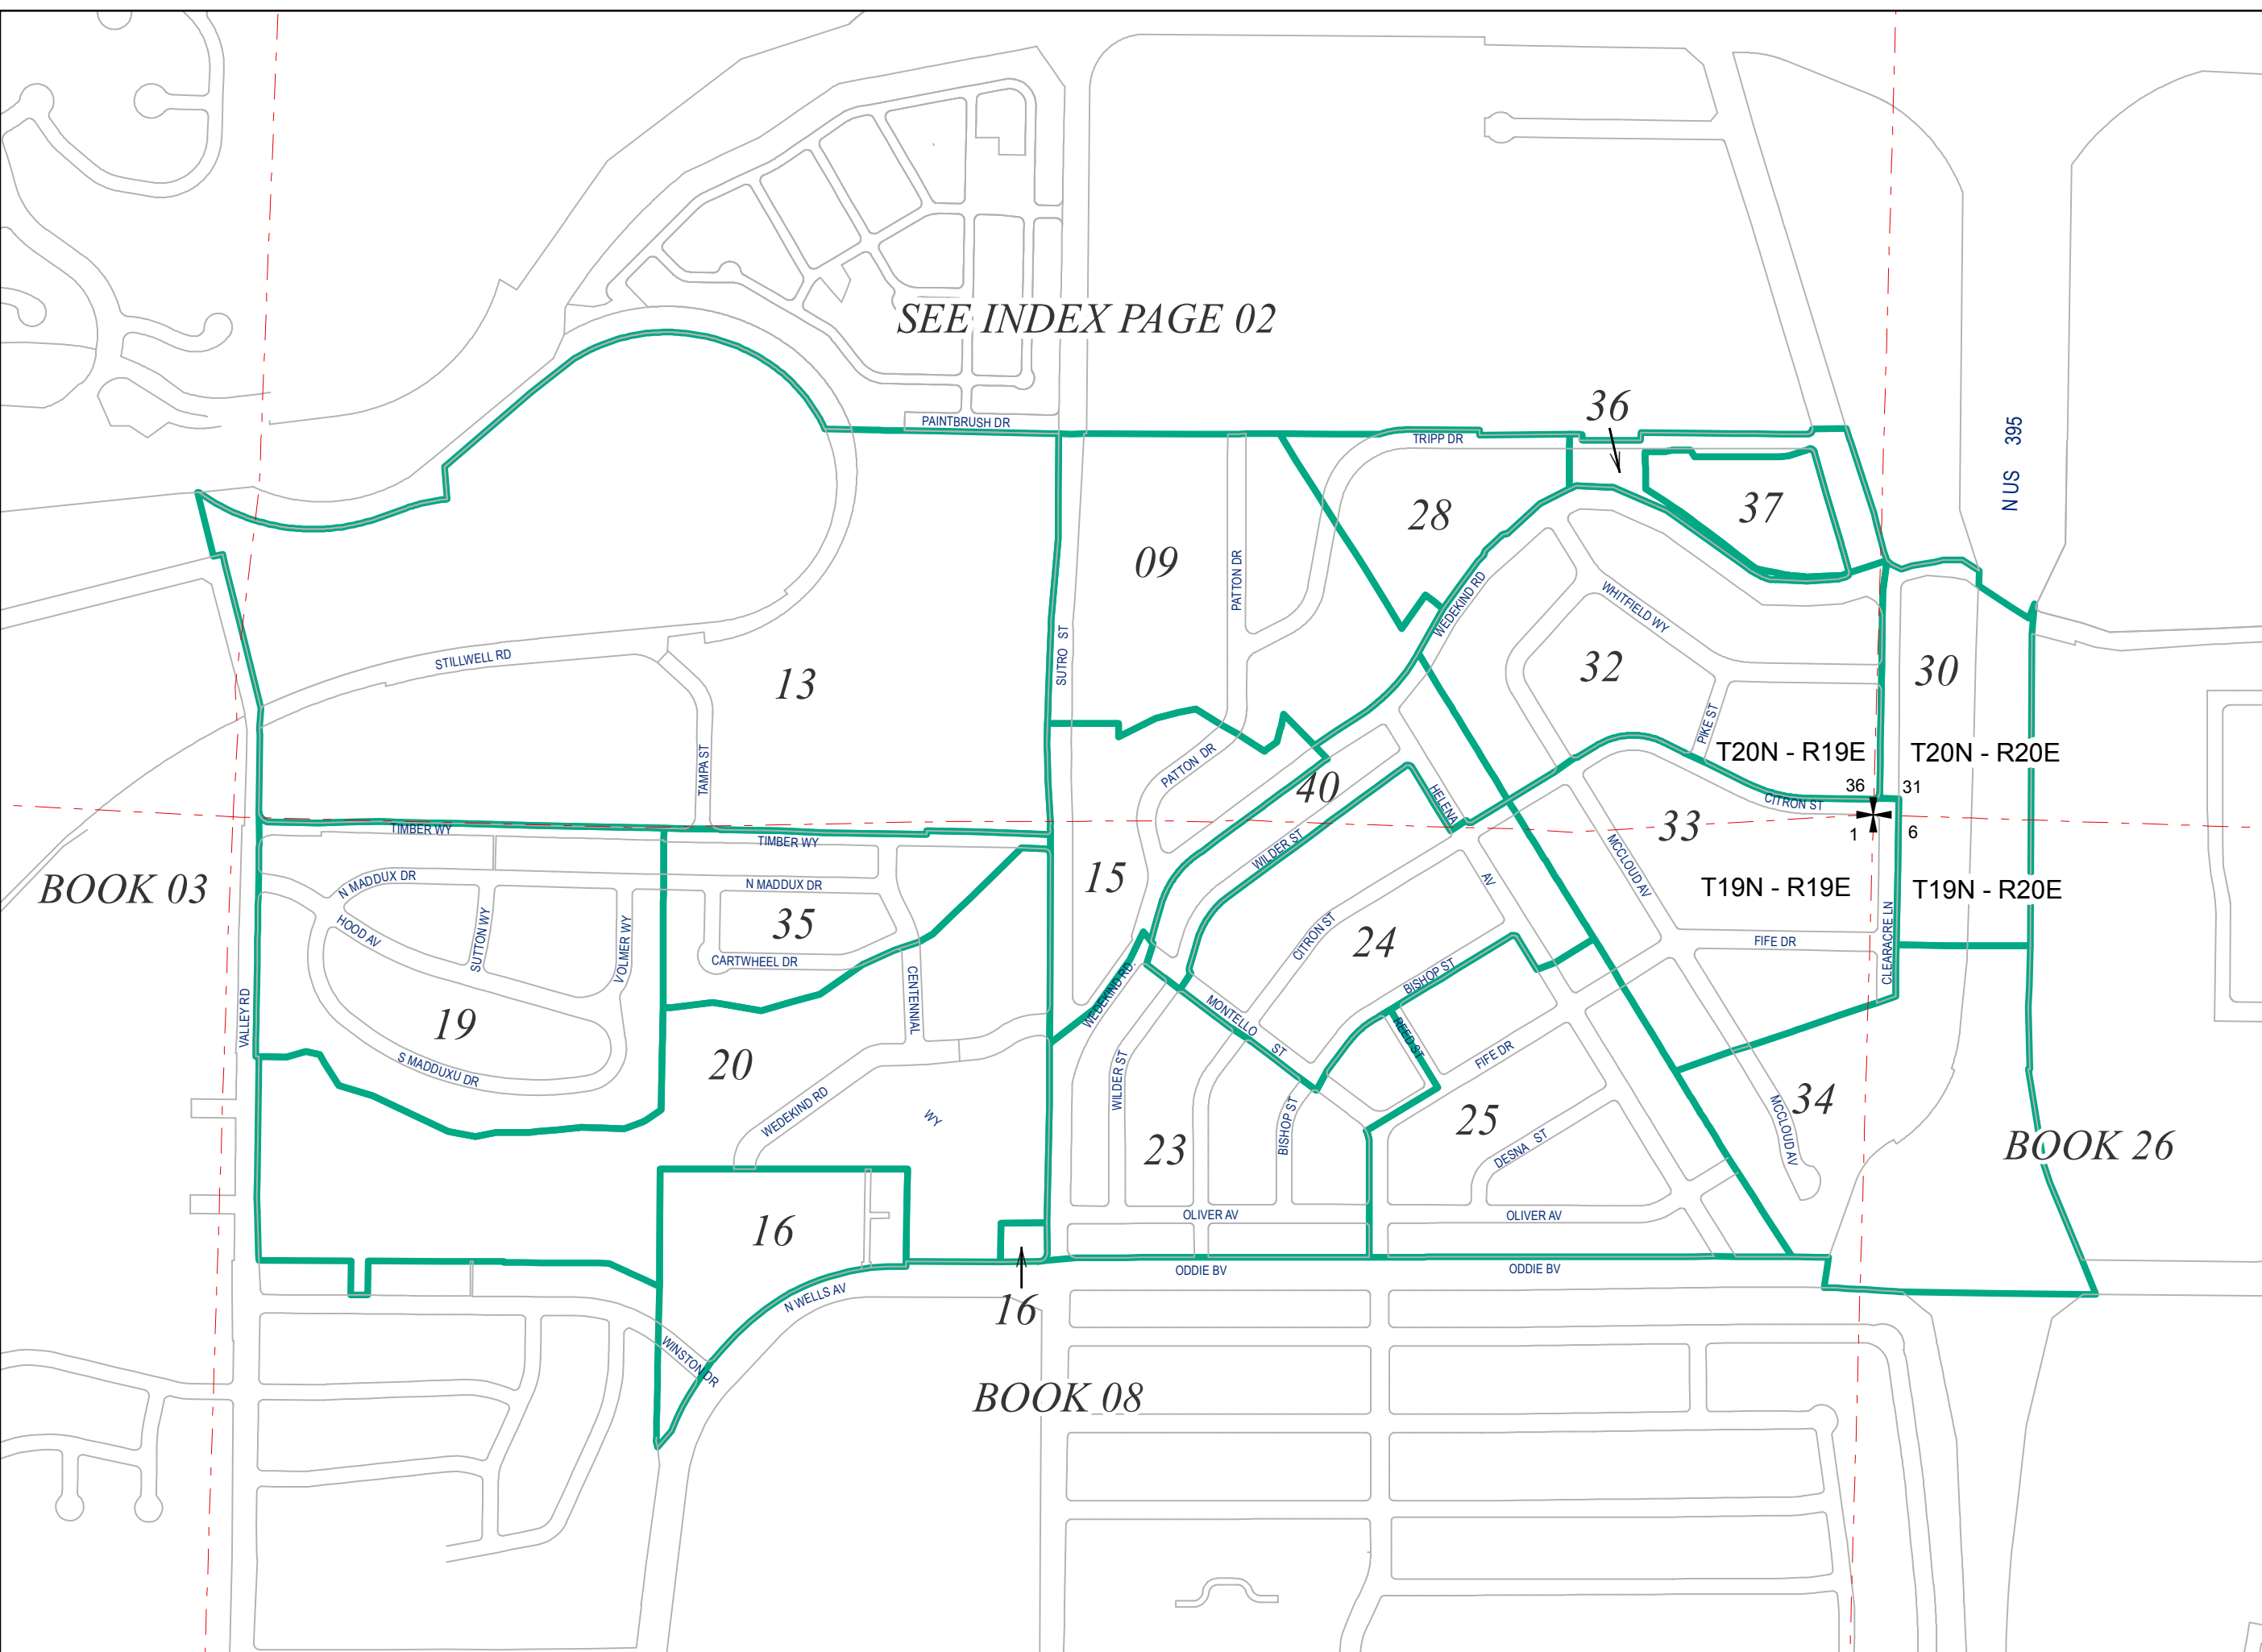 SEE INDEX PAGE 02
36
PAINTBRUSH DR
TRIPP DR
N US 395
37
28
09
PATTON DR
WEDEKIND RD
WHITFIELD WY
STILLWELL RD
SUTRO ST
32
30
13
PIKE ST
T20N - R19E
T20N - R20E
TAMPA ST
PATTON DR
40
36
31
HELENA
CITRON ST
TIMBER WY
TIMBER WY
33
1
6
WILDER ST
MCCLOUD AV
15
AV
BOOK 03
N MADDUX DR
N MADDUX DR
T19N - R19E
T19N - R20E
35
HOOD AV
SUTTON WY
VOLMER WY
CITRON ST
24
FIFE DR
CLEARACRE LN
CARTWHEEL DR
CENTENNIAL
WEDEKIND RD
BISHOP ST
VALLEY RD
19
MONTELLO
ST
REED ST
FIFE DR
S MADDUXU DR
20
WILDER ST
34
WEDEKIND RD
WY
BISHOP ST
25
MCCLOUD AV
23
DESNA ST
BOOK 26
OLIVER AV
OLIVER AV
16
ODDIE BV
ODDIE BV
N WELLS AV
16
WINSTON DR
BOOK 08